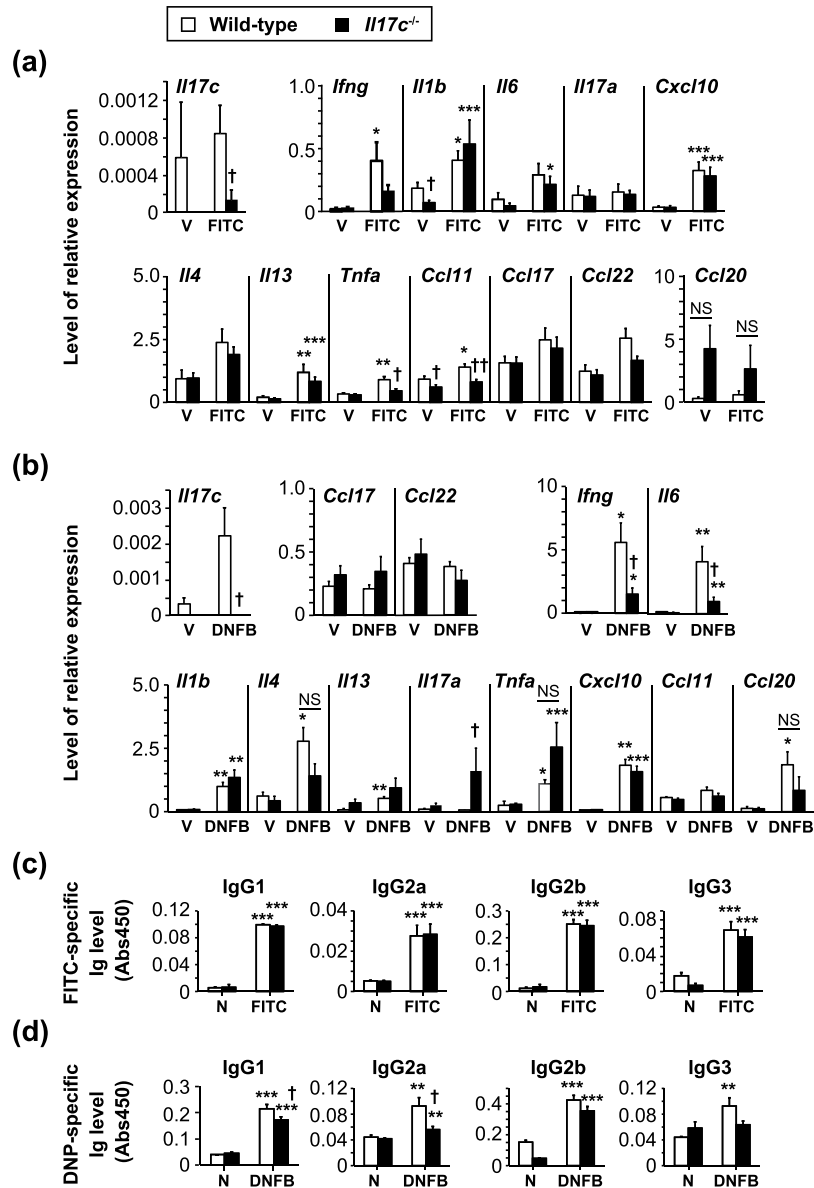 Wild-type Il17c-/-
(a)
Level of relative expression
Il17c Ifng Il1b Il6 Il17a Cxcl10
0.0012 0.0008 0.0004 0
1.0 0.5 0
* † * *** * *** ***
†
V FITC V FITC V FITC V FITC V FITC V FITC
Il4 Il13 Tnfa Ccl11 Ccl17 Ccl22 Ccl20
5.0 2.5 0
10 5 0
** *** ** † † * †† NS NS
V FITC V FITC V FITC V FITC V FITC V FITC V FITC
(b)
Level of relative expression
Il17c Ccl17 Ccl22 Ifng Il6
0.003 0.002 0.001 0
1.0 0.5 0
10 5 0
† * † * ** † **
V DNFB V DNFB V DNFB V DNFB V DNFB
Il1b Il4 Il13 Il17a Tnfa Cxcl10 Ccl11 Ccl20
5.0 2.5 0
** ** * NS ** † * NS *** ** *** * NS
V DNFB V DNFB V DNFB V DNFB V DNFB V DNFB V DNFB V DNFB
(c)
FITC-specific
Ig level
(Abs450)
IgG1 IgG2a IgG2b IgG3
0.12 0.08 0.04 0
0.04 0.02 0
0.3 0.2 0.1 0
0.08 0.04 0
*** *** *** *** *** *** *** ***
N FITC N FITC N FITC N FITC
(d)
DNP-specific
Ig level
(Abs450)
IgG1 IgG2a IgG2b IgG3
0.3 0.2 0.1 0
0.12 0.08 0.04 0
0.4 0.2 0
0.12 0.08 0.04 0
*** † *** ** † ** *** *** **
N DNFB N DNFB N DNFB N DNFB